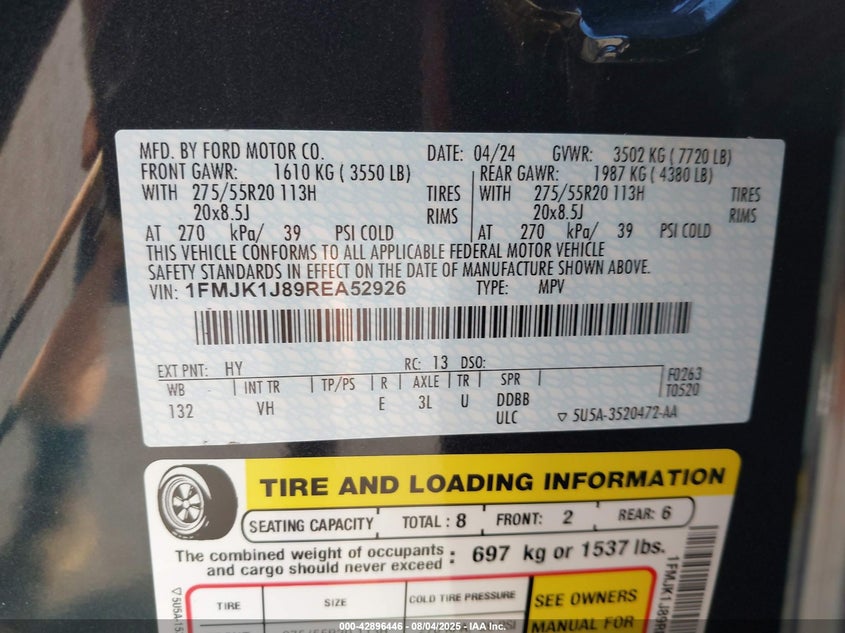 MFD. BY FORD MOTOR CO. DATE: 04/24 GVWR: 3502 KG ( 7720 LB)
FRONT GAWR: 1610 KG ( 3550 LB) REAR GAWR: 1987 KG ( 4380 LB)
WITH 275/55R20 113H TIRES WITH 275/55R20 113H TIRES
20x8.5J RIMS 20x8.5J RIMS
AT 270 kPa/ 39 PSI COLD AT 270 kPa/ 39 PSI COLD
THIS VEHICLE CONFORMS TO ALL APPLICABLE FEDERAL MOTOR VEHICLE
SAFETY STANDARDS IN EFFECT ON THE DATE OF MANUFACTURE SHOWN ABOVE.
VIN: 1FMJK1J89REA52926 TYPE: MPV
EXT PNT: HY RC: 13 DSO:
WB INT TR TP/PS R AXLE TR SPR F0263
132 VH E 3L U DDBB T0520
ULC 5U5A-3520472-AA
TIRE AND LOADING INFORMATION
SEATING CAPACITY TOTAL : 8 FRONT: 2 REAR: 6
The combined weight of occupants
and cargo should never exceed : 697 kg or 1537 lbs.
TIRE SIZE COLD TIRE PRESSURE SEE OWNERS
MANUAL FOR
000-42896446 - 08/04/2025 - IAA Inc.